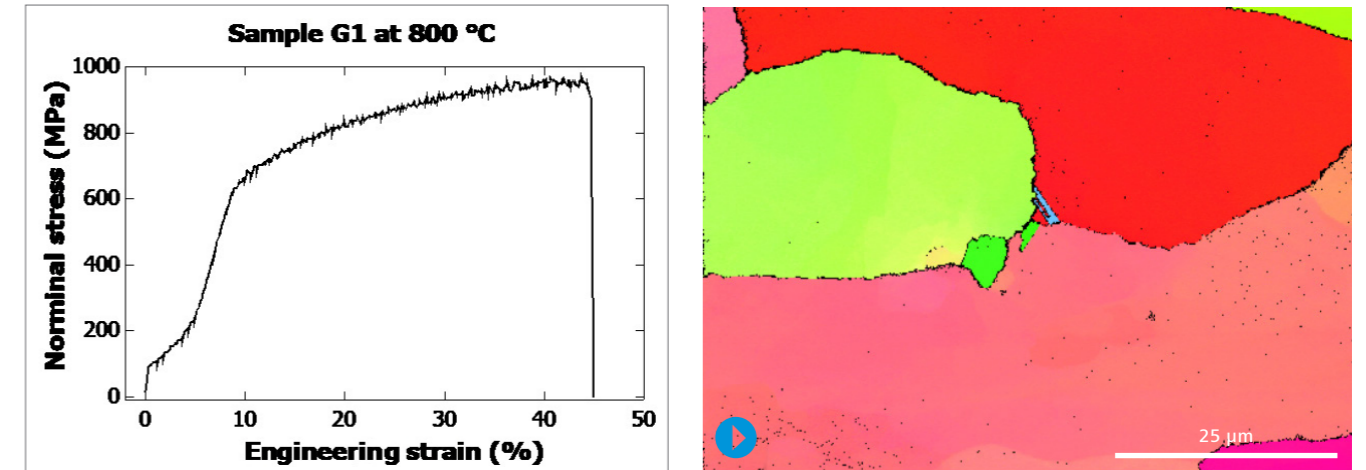 Sample G1 at 800 °C
Norminal stress (MPa)
1000
800
600
400
200
0
0 10 20 30 40 50
Engineering strain (%)
25 µm